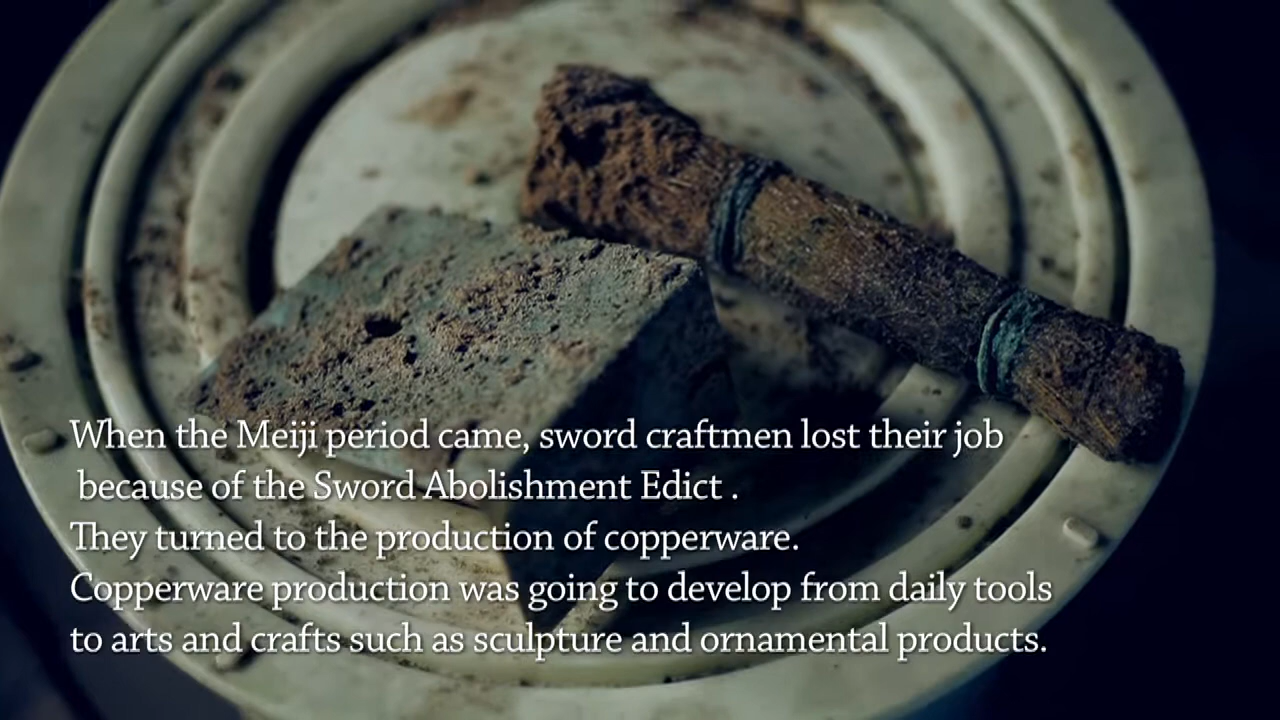 When the Meiji period came, sword craftmen lost their job
because of the Sword Abolishment Edict .
They turned to the production of copperware.
Copperware production was going to develop from daily tools
to arts and crafts such as sculpture and ornamental products.